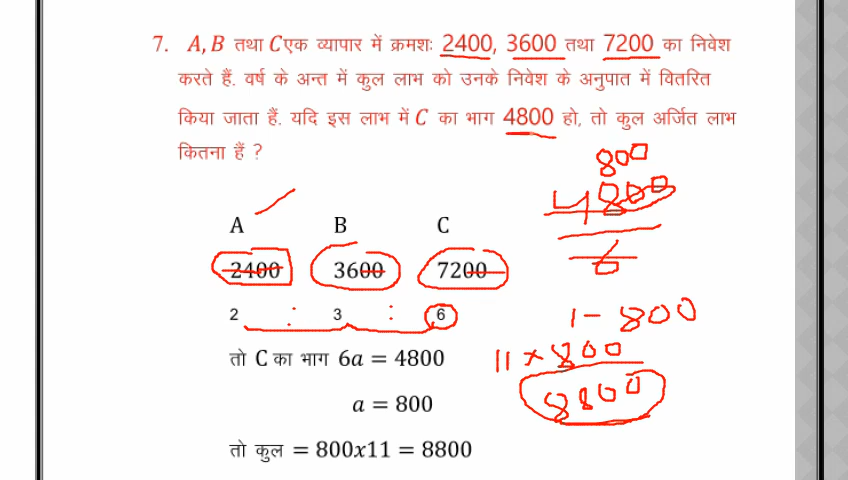 7. A, B तथा C एक व्यापार में क्रमशः 2400, 3600 तथा 7200 का निवेश
करते हैं. वर्ष के अन्त में कुल लाभ को उनके निवेश के अनुपात में वितरित
किया जाता हैं. यदि इस लाभ में C का भाग 4800 हो, तो कुल अर्जित लाभ
कितना हैं ?
800
4800
6
A B C
2400 3600 7200
2 : 3 : 6
1 - 800
तो C का भाग 6a = 4800
11 x 800
a = 800
8800
तो कुल = 800x11 = 8800